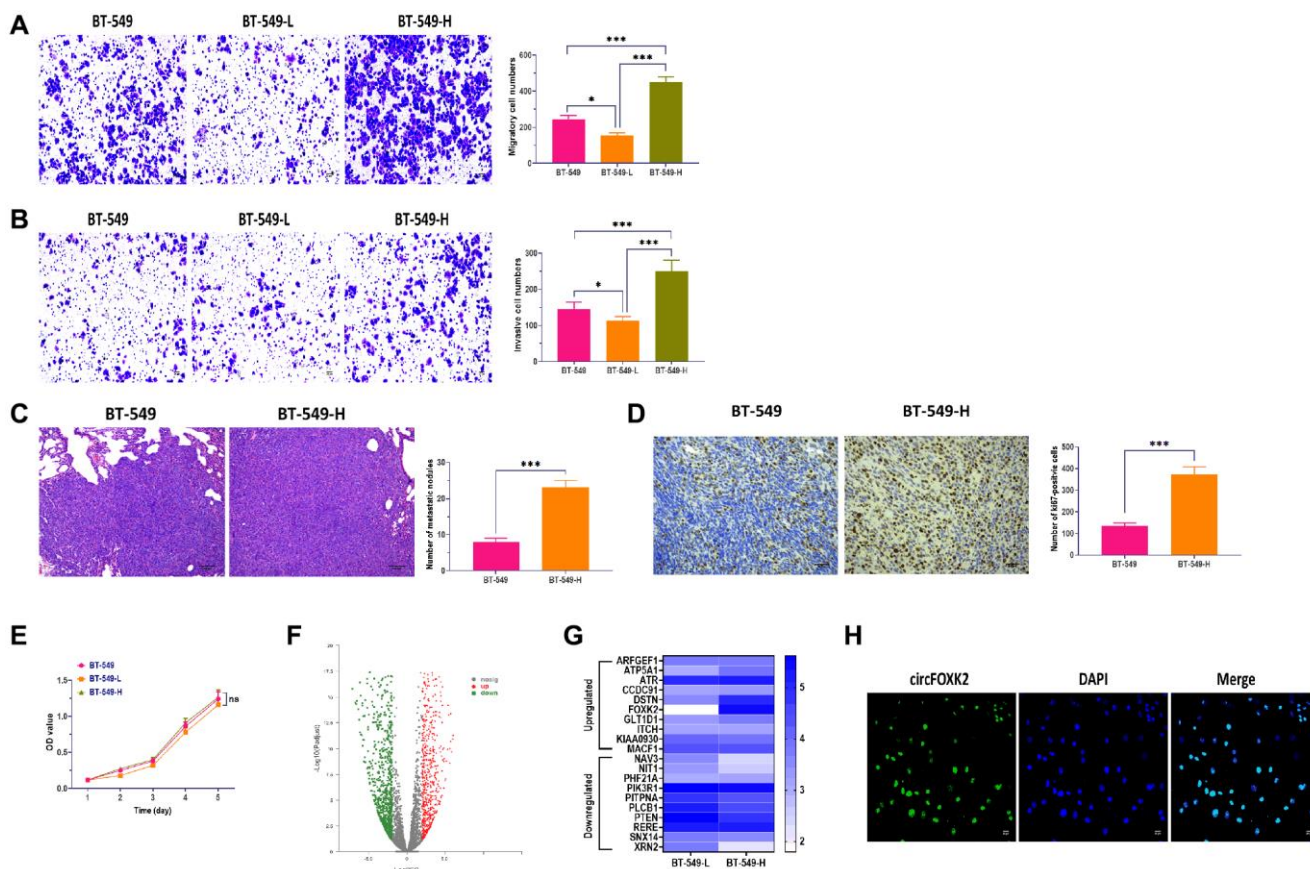 A
BT-549 BT-549-L BT-549-H
Migratory cell numbers
600
400
200
0
***
***
*
BT-549 BT-549-L BT-549-H
B
BT-549 BT-549-L BT-549-H
Invasive cell numbers
300
200
100
0
***
***
*
BT-549 BT-549-L BT-549-H
C
BT-549 BT-549-H
Number of metastatic nodules
30
20
10
0
***
BT-549 BT-549-H
D
BT-549 BT-549-H
Number of ki67-positvie cells
500
400
300
200
100
0
***
BT-549 BT-549-H
E
BT-549
BT-549-L
BT-549-H
OD value
1.5
1.0
0.5
0.0
ns
1 2 3 4 5
Time (day)
F
nosig
up
down
-Log10(Padjust)
0
G
Upregulated
ARFGEF1
ATP5A1
ATR
CCDC91
DSTN
FOXK2
GLT1D1
ITCH
KIAA0930
MACF1
Downregulated
NAV3
NIT1
PHF21A
PIK3R1
PITPNA
PLCB1
PTEN
RERE
SNX14
XRN2
BT-549-L BT-549-H
5
4
3
2
H
circFOXK2 DAPI Merge